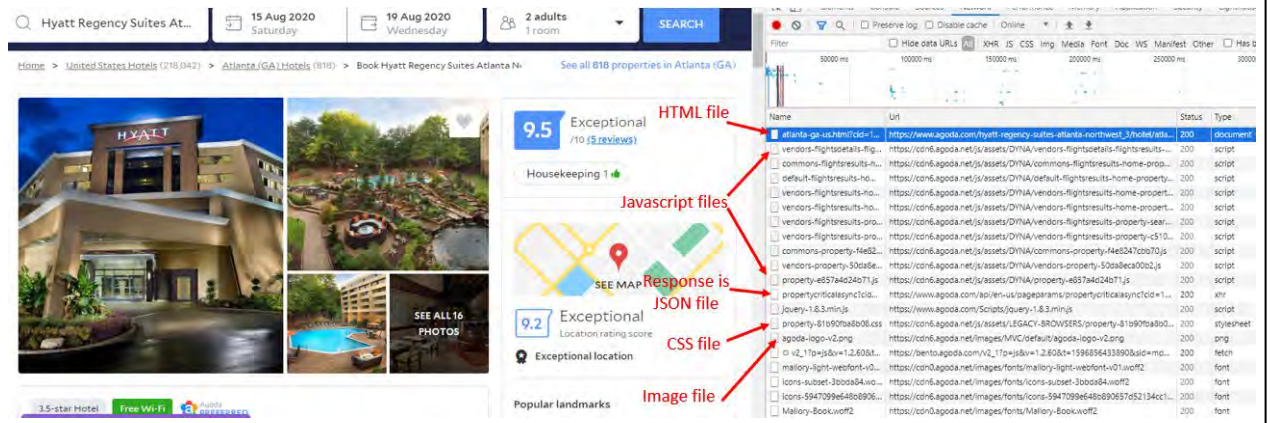 Hyatt Regency Suites At...
15 Aug 2020
Saturday
19 Aug 2020
Wednesday
2 adults
1 room
SEARCH
Home > United States Hotels (218,042) > Atlanta (GA) Hotels (818) > Book Hyatt Regency Suites Atlanta N
See all 818 properties in Atlanta (GA)
HYATT
SEE ALL 16
PHOTOS
9.5
Exceptional
/10 (5 reviews)
Housekeeping 1
SEE MAP
9.2
Exceptional
Location rating score
Exceptional location
Popular landmarks
3.5-star Hotel
Free Wi-Fi
Agoda
PREFERRED
HTML file
Javascript files
Response is
JSON file
CSS file
Image file
Preserve log
Disable cache
Online
Filter
Hide data URLs All XHR JS CSS Img Media Font Doc WS Manifest Other
50000 ms
100000 ms
150000 ms
200000 ms
250000 ms
Name Url Status Type
atlanta-ga-us.html?cid=1... https://www.agoda.com/hyatt-regency-suites-atlanta-northwest_3/hotel/atla... 200 document
vendors-flightsdetails-flig... https://cdn6.agoda.net/js/assets/DYNA/vendors-flightsdetails-flightsresults-... 200 script
commons-flightsresults-h... https://cdn6.agoda.net/js/assets/DYNA/commons-flightsresults-home-prop... 200 script
default-flightsresults-ho... https://cdn6.agoda.net/js/assets/DYNA/default-flightsresults-home-propert... 200 script
vendors-flightsresults-ho... https://cdn6.agoda.net/js/assets/DYNA/vendors-flightsresults-home-propert... 200 script
vendors-flightsresults-ho... https://cdn6.agoda.net/js/assets/DYNA/vendors-flightsresults-home-propert... 200 script
vendors-flightsresults-pro... https://cdn6.agoda.net/js/assets/DYNA/vendors-flightsresults-property-sear... 200 script
vendors-flightsresults-pro... https://cdn6.agoda.net/js/assets/DYNA/vendors-flightsresults-property-c510... 200 script
commons-property-f4e82... https://cdn6.agoda.net/js/assets/DYNA/commons-property-f4e8247cbb70.js 200 script
vendors-property-50da8e... https://cdn6.agoda.net/js/assets/DYNA/vendors-property-50da8eca00b2.js 200 script
property-e657a4d24b71.js https://cdn6.agoda.net/js/assets/DYNA/property-e657a4d24b71.js 200 script
propertycriticalasync?cid... https://www.agoda.com/api/en-us/pageparams/propertycriticalasync?cid=1... 200 xhr
jquery-1.8.3.min.js https://www.agoda.com/Scripts/jquery-1.8.3.min.js 200 script
property-81b90fba8b08.css https://cdn6.agoda.net/js/assets/LEGACY-BROWSERS/property-81b90fba8b0... 200 stylesheet
agoda-logo-v2.png https://cdn6.agoda.net/images/MVC/default/agoda-logo-v2.png 200 png
v2_1?p=js&v=1.2.60&t... https://bento.agoda.com/v2_1?p=js&v=1.2.60&t=1596856433890&sid=md... 200 fetch
mallory-light-webfont-v0... https://cdn0.agoda.net/images/fonts/mallory-light-webfont-v01.woff2 200 font
icons-subset-3bbda84.wo... https://cdn6.agoda.net/images/fonts/icons-subset-3bbda84.woff2 200 font
icons-5947099e648b8906... https://cdn6.agoda.net/images/fonts/icons-5947099e648b890657d52134cc1... 200 font
Mallory-Book.woff2 https://cdn0.agoda.net/images/fonts/Mallory-Book.woff2 200 font